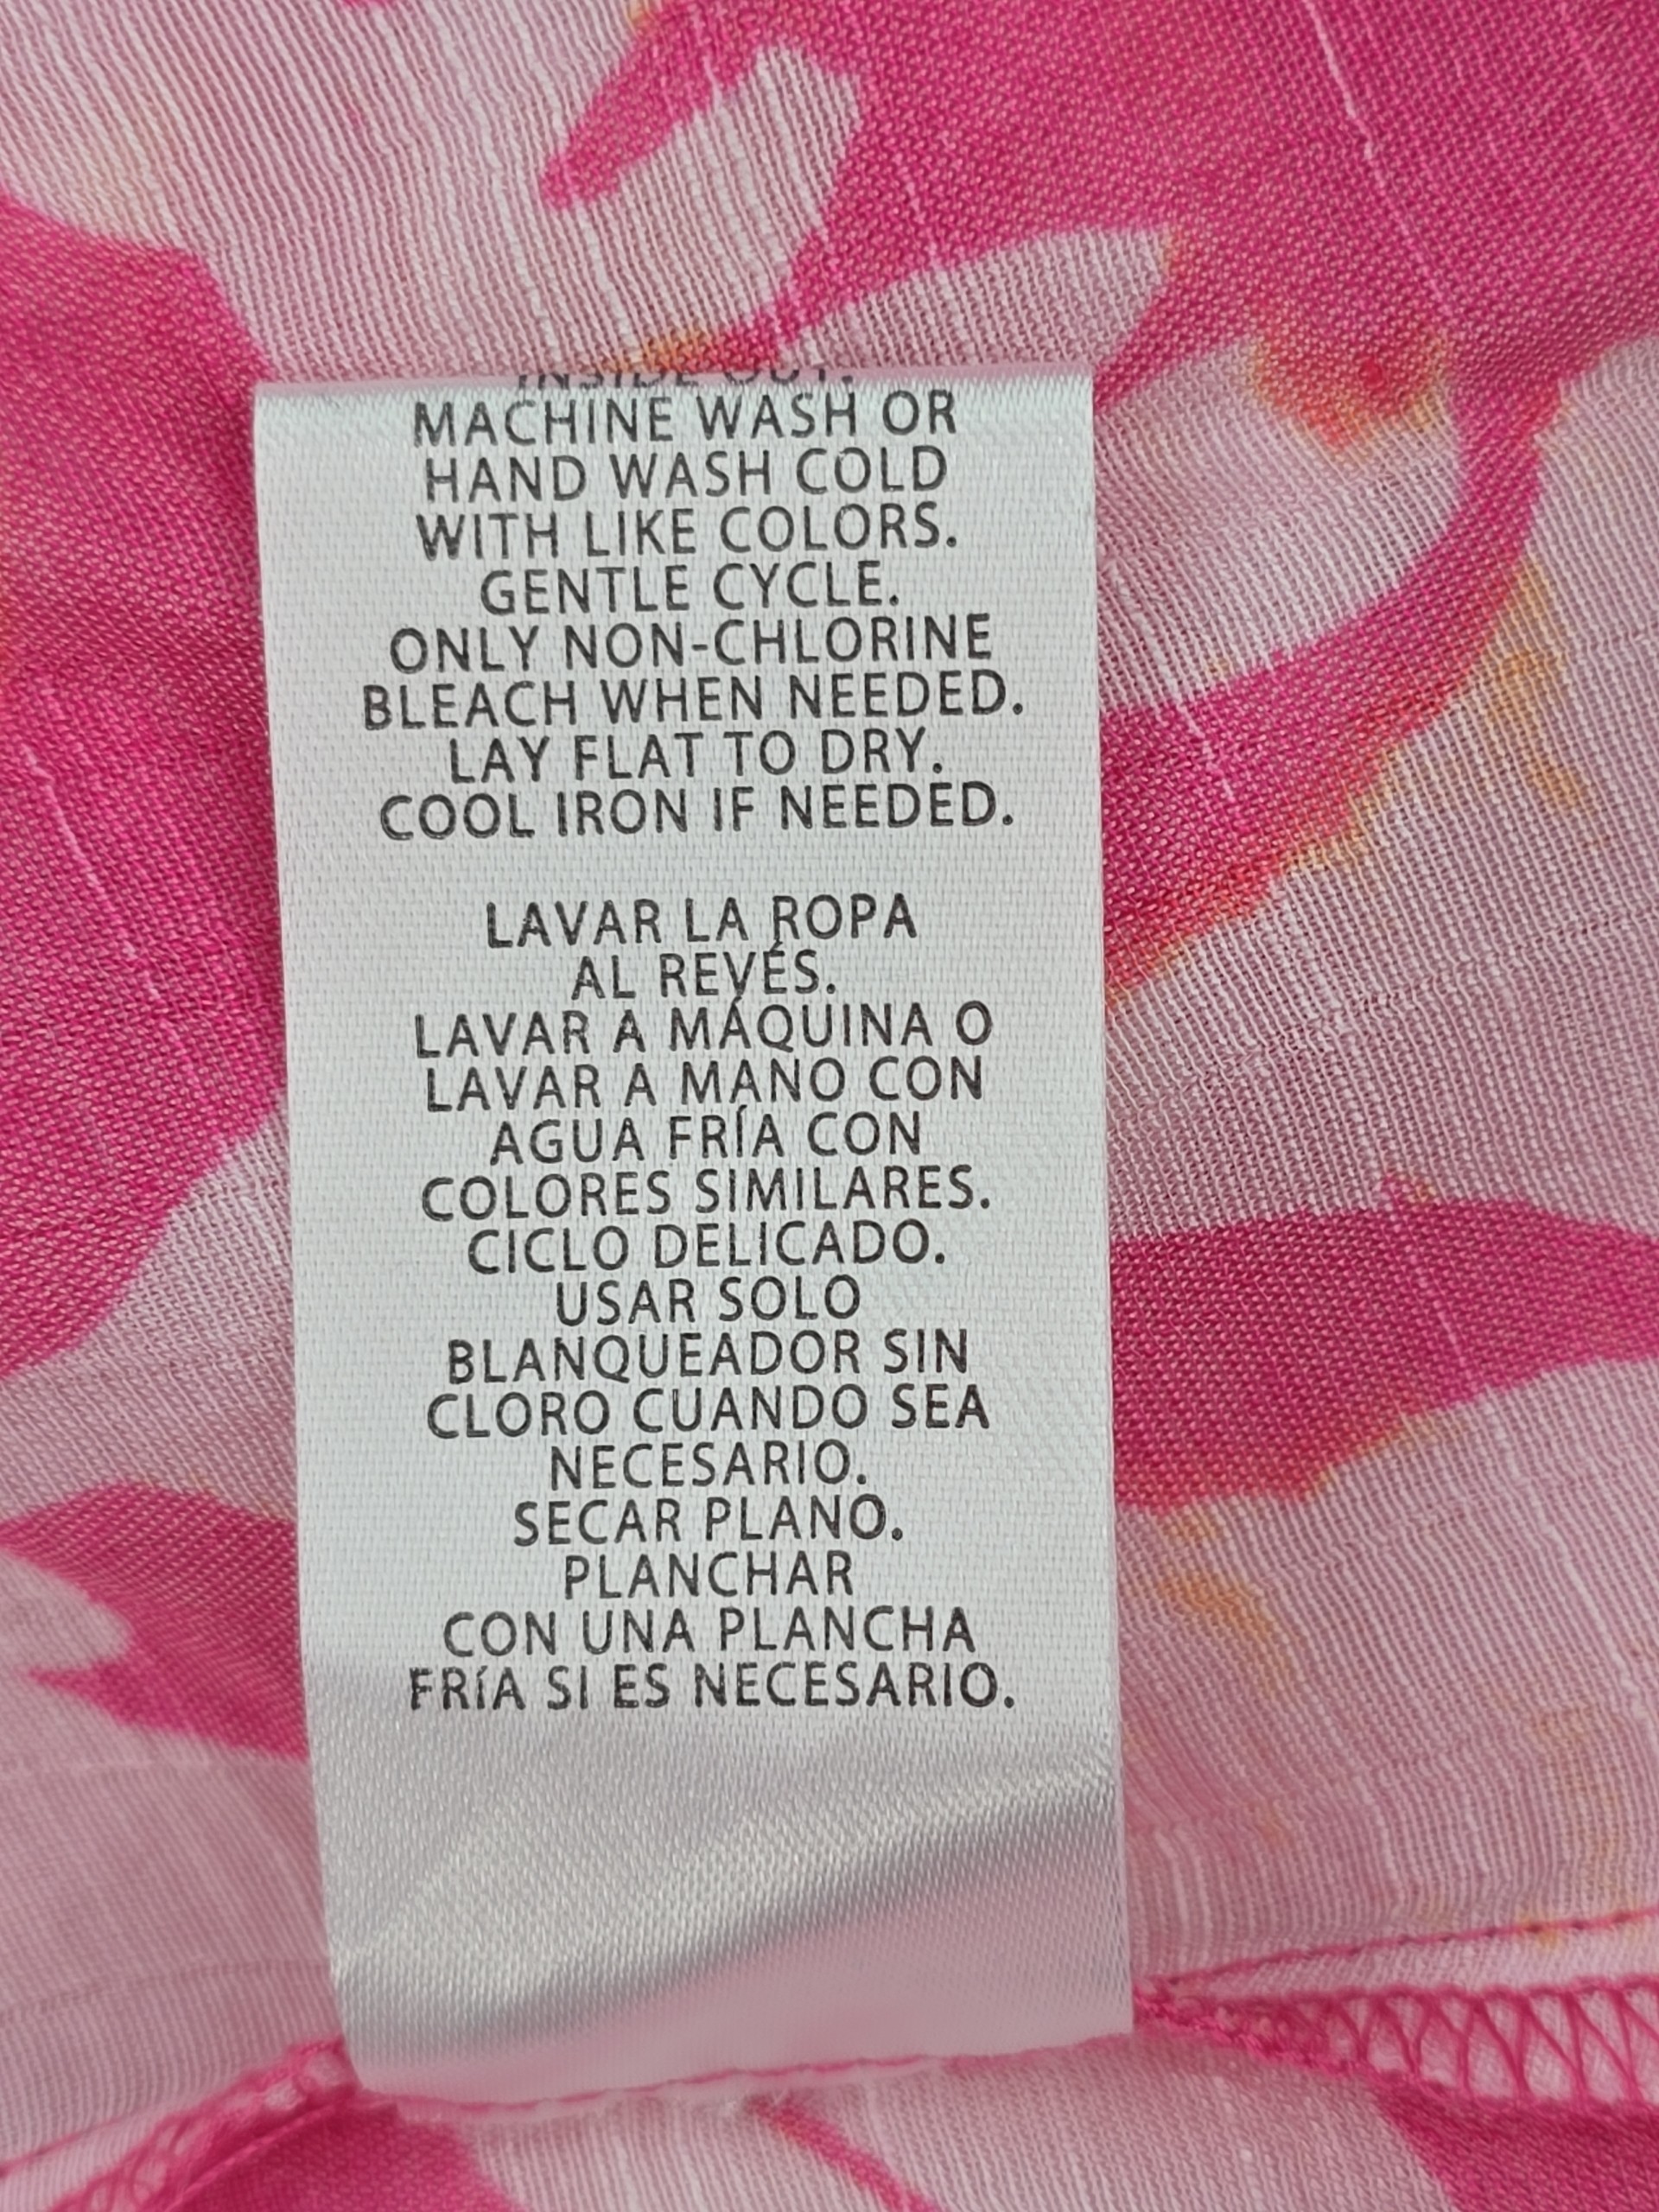 INSIDE OUT.
MACHINE WASH OR
HAND WASH COLD
WITH LIKE COLORS.
GENTLE CYCLE.
ONLY NON-CHLORINE
BLEACH WHEN NEEDED.
LAY FLAT TO DRY.
COOL IRON IF NEEDED.
LAVAR LA ROPA
AL REVÉS.
LAVAR A MÁQUINA O
LAVAR A MANO CON
AGUA FRÍA CON
COLORES SIMILARES.
CICLO DELICADO.
USAR SOLO
BLANQUEADOR SIN
CLORO CUANDO SEA
NECESARIO.
SECAR PLANO.
PLANCHAR
CON UNA PLANCHA
FRíA SI ES NECESARIO.